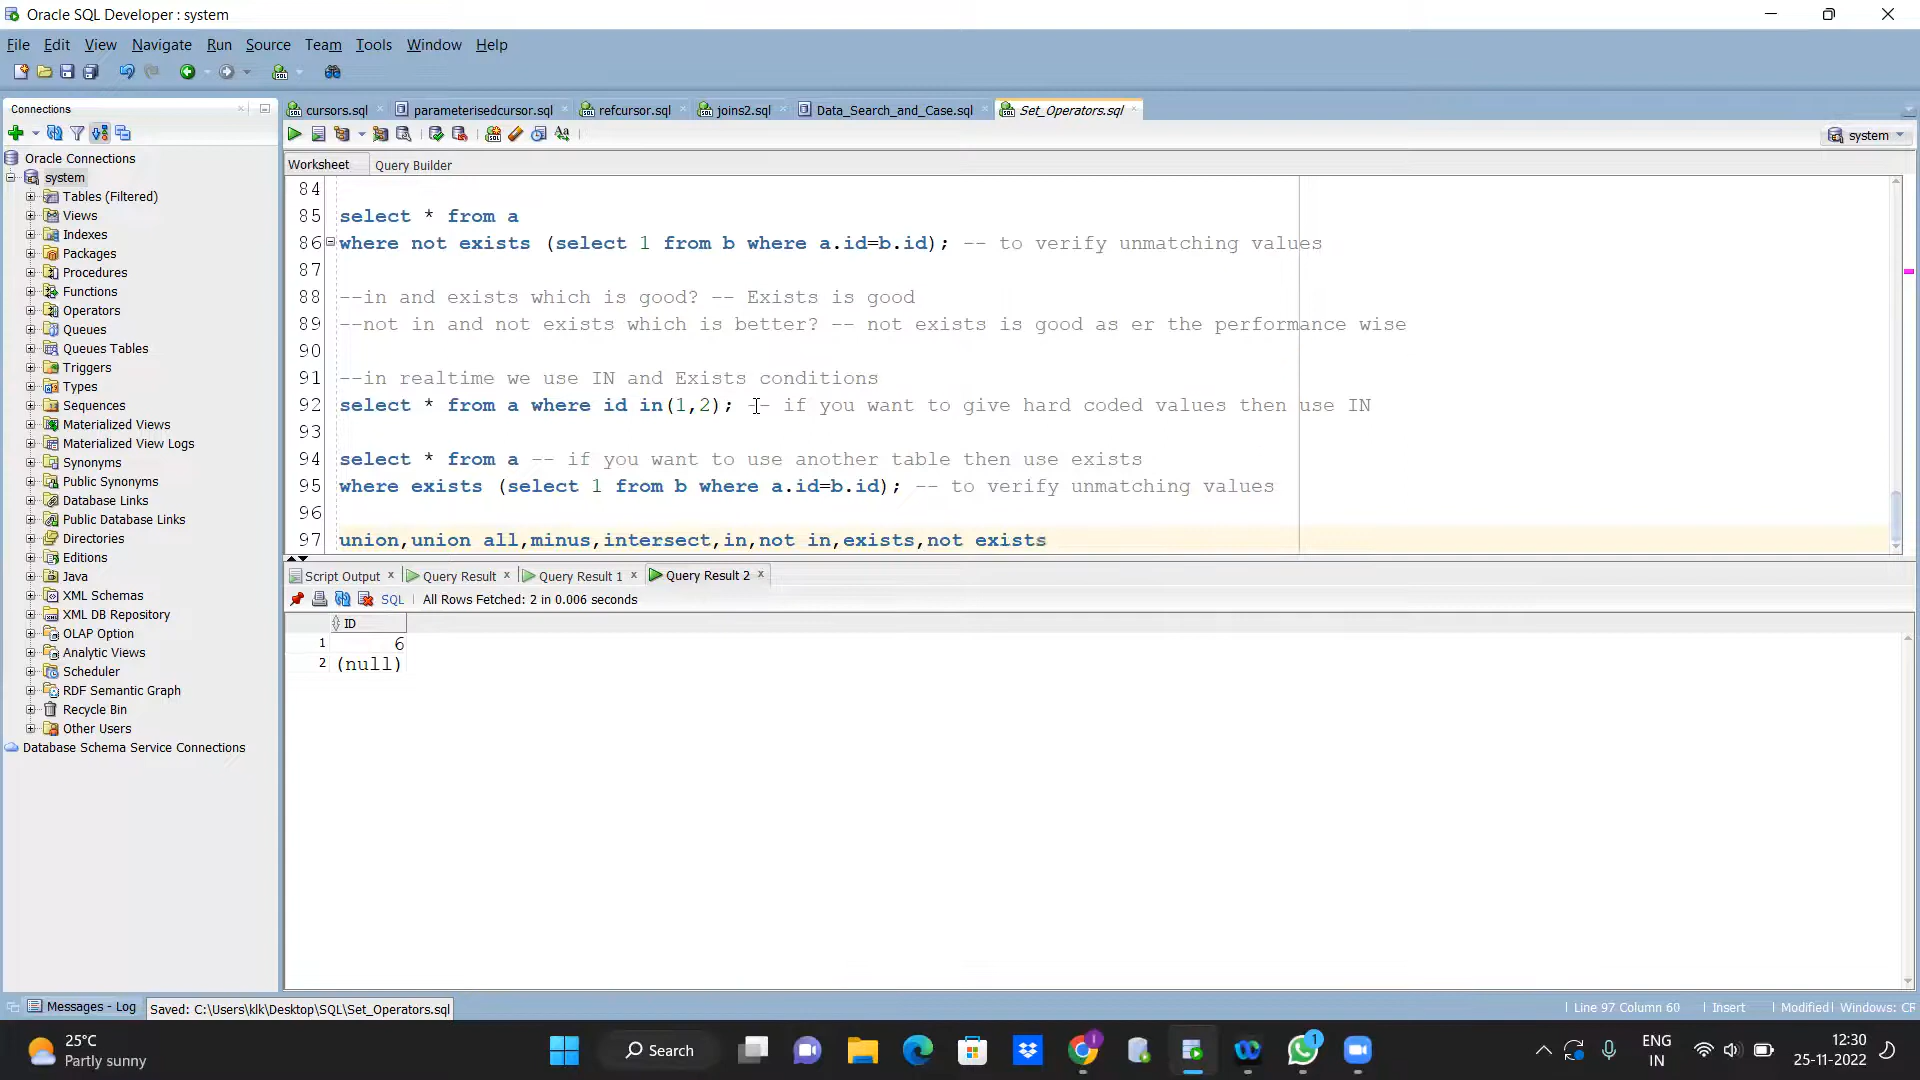 Oracle SQL Developer : system
File Edit View Navigate Run Source Team Tools Window Help
Connections
cursors.sql parameterisedcursor.sql refcursor.sql joins2.sql Data_Search_and_Case.sql Set_Operators.sql
system
Worksheet Query Builder
Oracle Connections
system
Tables (Filtered)
Views
Indexes
Packages
Procedures
Functions
Operators
Queues
Queues Tables
Triggers
Types
Sequences
Materialized Views
Materialized View Logs
Synonyms
Public Synonyms
Database Links
Public Database Links
Directories
Editions
Java
XML Schemas
XML DB Repository
OLAP Option
Analytic Views
Scheduler
RDF Semantic Graph
Recycle Bin
Other Users
Database Schema Service Connections
84
85 select * from a
86 where not exists (select 1 from b where a.id=b.id); -- to verify unmatching values
87
88 --in and exists which is good? -- Exists is good
89 --not in and not exists which is better? -- not exists is good as er the performance wise
90
91 --in realtime we use IN and Exists conditions
92 select * from a where id in(1,2); -- if you want to give hard coded values then use IN
93
94 select * from a -- if you want to use another table then use exists
95 where exists (select 1 from b where a.id=b.id); -- to verify unmatching values
96
97 union,union all,minus,intersect,in,not in,exists,not exists
Script Output Query Result Query Result 1 Query Result 2
SQL All Rows Fetched: 2 in 0.006 seconds
ID
1 6
2 (null)
Messages - Log Saved: C:\Users\klk\Desktop\SQL\Set_Operators.sql Line 97 Column 60 Insert Modified Windows: CF
25°C
Partly sunny
Search
1
ENG
IN
12:30
25-11-2022